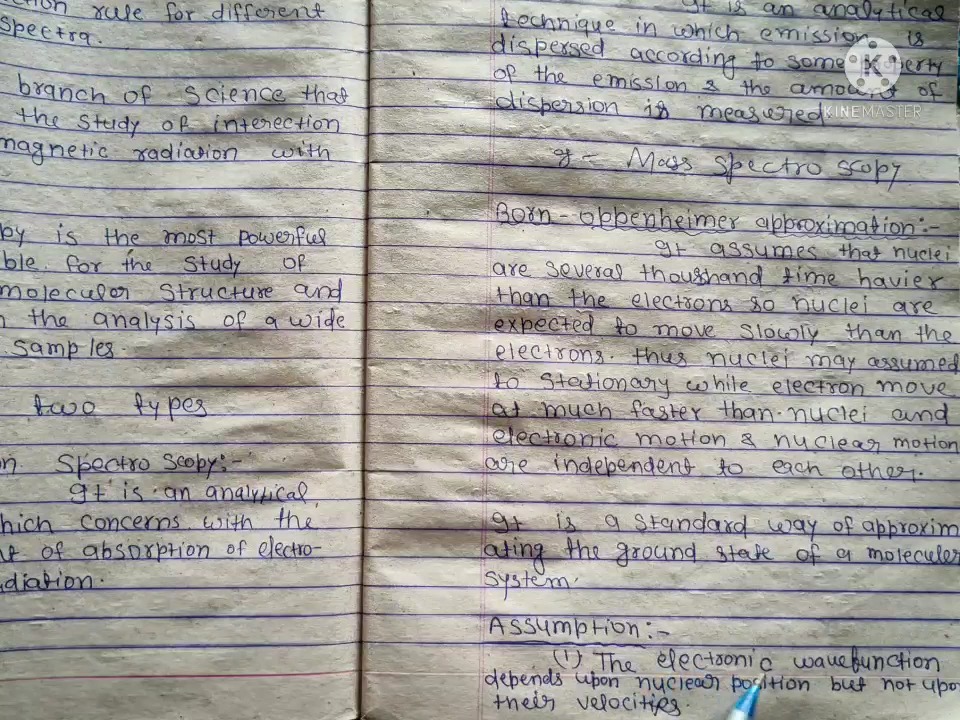 ction rule for different
spectra.
branch of science that
the study of interection
magnetic radiation with
by is the most powerful
ble. for the study of
molecular structure and
n the analysis of a wide
samples.
two types
on Spectroscopy:-
It is an analytical
hich concerns with the
t of absorption of electro-
diation.
It is an analytical
technique in which emission is
dispersed according to some
of the emission & the amount of
dispersion is measured
KINEMASTER
g - Mass Spectroscopy
Born-oppenheimer approximation:-
It assumes that nuclei
are several thoushand time havier
than the electrons so nuclei are
expected to move slowly than the
electrons. thus nuclei may assumed
to stationary while electron move
at much faster than nuclei and
electronic motion & nuclear motion
are independent to each other.
It is a standard way of approxim
ating the ground state of a moleculer
system.
Assumption:-
(1) The electronic wavefunction
depends upon nuclear position but not upo
their velocities.